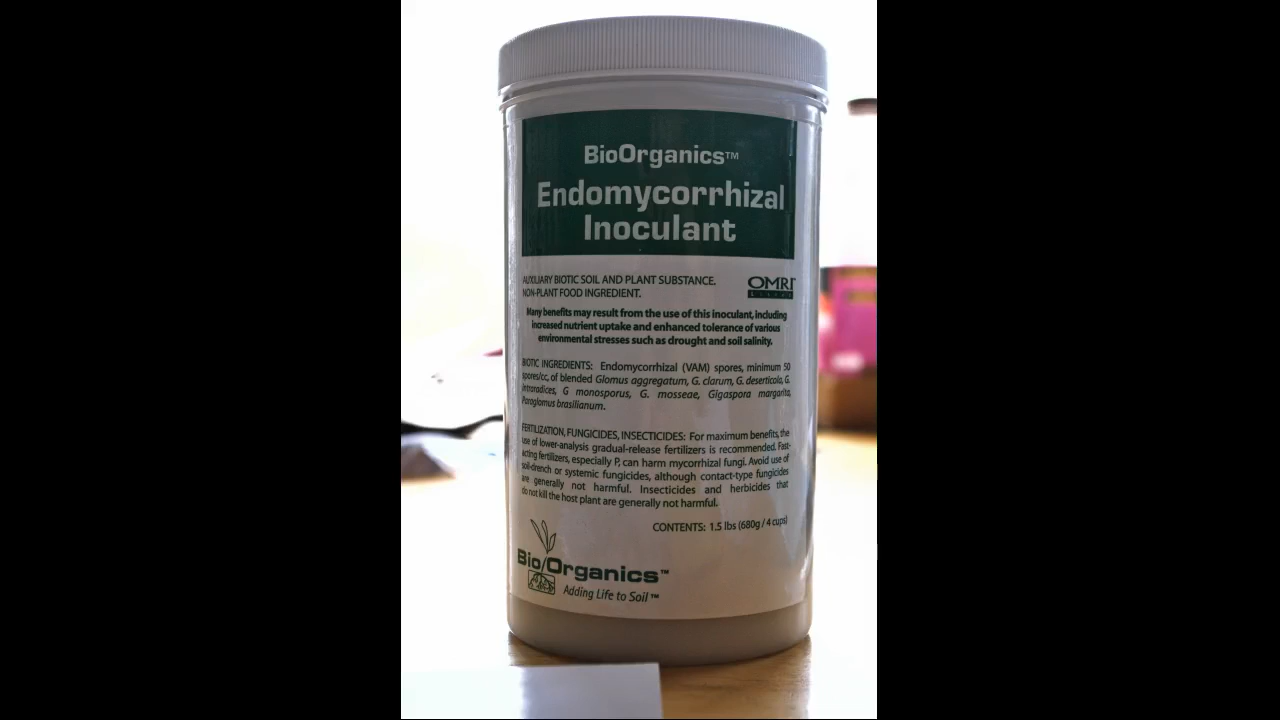 BioOrganics™
Endomycorrhizal
Inoculant
AUXILIARY BIOTIC SOIL AND PLANT SUBSTANCE.
NON-PLANT FOOD INGREDIENT.
OMRI
LISTED
Many benefits may result from the use of this inoculant, including
increased nutrient uptake and enhanced tolerance of various
environmental stresses such as drought and soil salinity.
BIOTIC INGREDIENTS: Endomycorrhizal (VAM) spores, minimum 50
spores/cc, of blended Glomus aggregatum, G. clarum, G. deserticola, G.
intraradices, G monosporus, G. mosseae, Gigaspora margarita,
Paraglomus brasilianum.
FERTILIZATION, FUNGICIDES, INSECTICIDES: For maximum benefits, the
use of lower-analysis gradual-release fertilizers is recommended. Fast-
acting fertilizers, especially P, can harm mycorrhizal fungi. Avoid use of
soil-drench or systemic fungicides, although contact-type fungicides
are generally not harmful. Insecticides and herbicides that
do not kill the host plant are generally not harmful.
CONTENTS: 1.5 lbs (680g / 4 cups)
BioOrganics™
Adding Life to Soil™